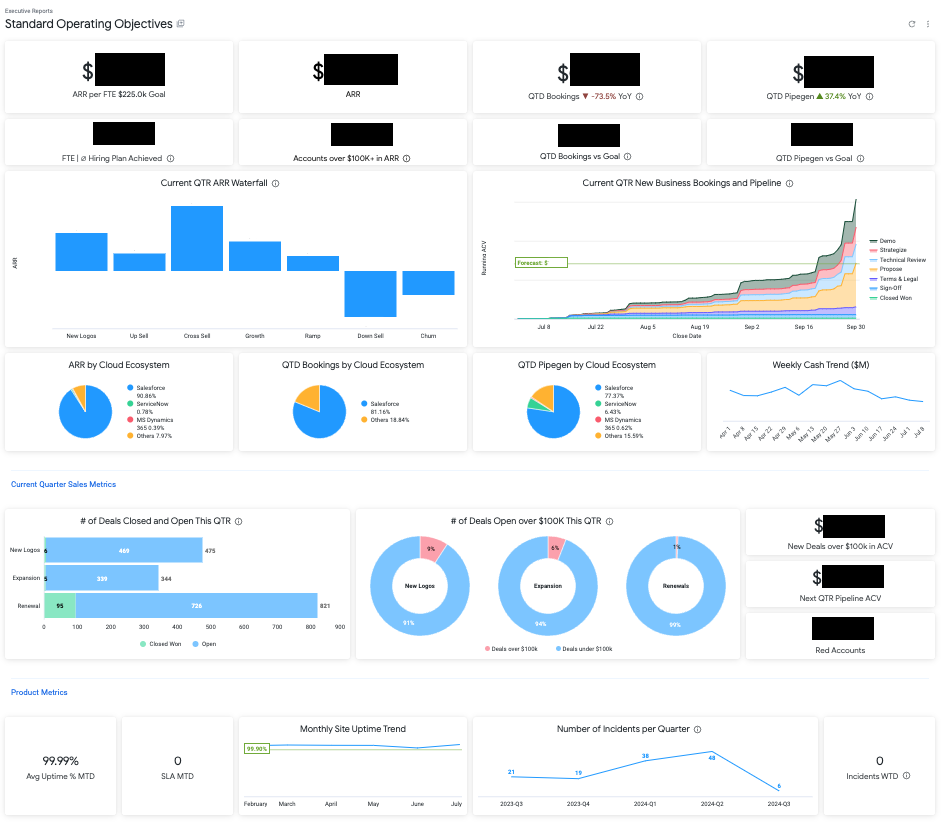 Executive Reports
Standard Operating Objectives
$
ARR per FTE $225.0k Goal
$
ARR
$
QTD Bookings ▼ -73.5% YoY
$
QTD Pipegen ▲ 37.4% YoY
FTE | Ø Hiring Plan Achieved
Accounts over $100K+ in ARR
QTD Bookings vs Goal
QTD Pipegen vs Goal
Current QTR ARR Waterfall
ARR
New Logos
Up Sell
Cross Sell
Growth
Ramp
Down Sell
Churn
Current QTR New Business Bookings and Pipeline
Running ACV
Forecast: $
Jul 8
Jul 22
Aug 5
Aug 19
Sep 2
Sep 16
Sep 30
Close Date
Demo
Strategize
Technical Review
Propose
Terms & Legal
Sign-Off
Closed Won
ARR by Cloud Ecosystem
Salesforce
90.86%
ServiceNow
0.78%
MS Dynamics
365 0.39%
Others 7.97%
QTD Bookings by Cloud Ecosystem
Salesforce
81.16%
Others 18.84%
QTD Pipegen by Cloud Ecosystem
Salesforce
77.37%
ServiceNow
6.43%
MS Dynamics
365 0.62%
Others 15.59%
Weekly Cash Trend ($M)
Apr 1
Apr 8
Apr 15
Apr 22
Apr 29
May 6
May 13
May 20
May 27
Jun 3
Jun 10
Jun 17
Jun 24
Jul 1
Jul 8
Current Quarter Sales Metrics
# of Deals Closed and Open This QTR
New Logos
6
469
475
Expansion
5
339
344
Renewal
95
726
821
0
100
200
300
400
500
600
700
800
900
Closed Won
Open
# of Deals Open over $100K This QTR
9%
New Logos
91%
6%
Expansion
94%
1%
Renewals
99%
Deals over $100k
Deals under $100k
$
New Deals over $100k in ACV
$
Next QTR Pipeline ACV
Red Accounts
Product Metrics
99.99%
Avg Uptime % MTD
0
SLA MTD
Monthly Site Uptime Trend
99.90%
February
March
April
May
June
July
Number of Incidents per Quarter
21
19
38
48
6
2023-Q3
2023-Q4
2024-Q1
2024-Q2
2024-Q3
0
Incidents WTD